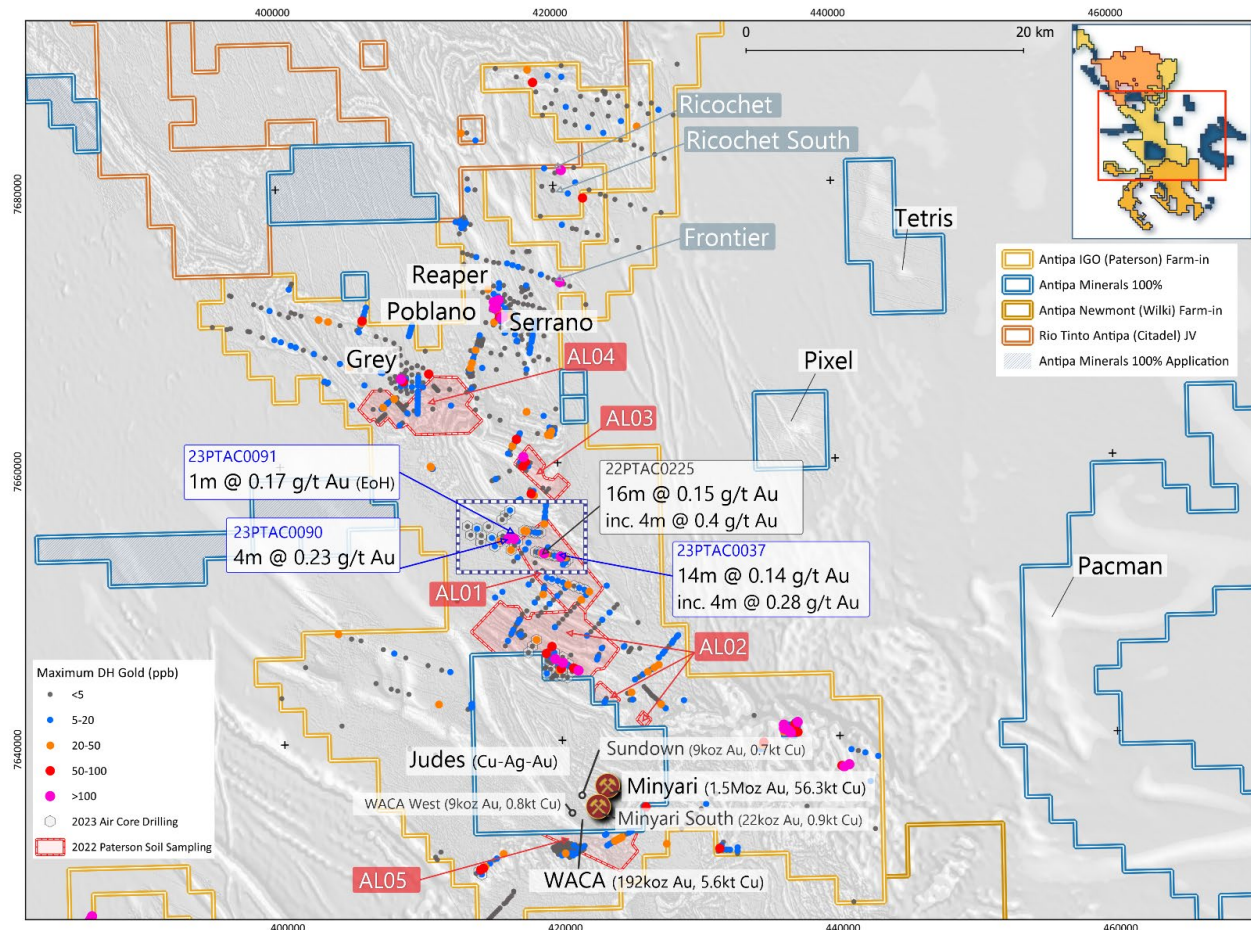 400000
420000
440000
460000
0
20 km
7680000
7660000
7640000
Ricochet
Ricochet South
Frontier
Tetris
Reaper
Poblano
Serrano
Grey
AL04
Pixel
AL03
Antipa IGO (Paterson) Farm-in
Antipa Minerals 100%
Antipa Newmont (Wilki) Farm-in
Rio Tinto Antipa (Citadel) JV
Antipa Minerals 100% Application
23PTAC0091
1m @ 0.17 g/t Au (EoH)
22PTAC0225
16m @ 0.15 g/t Au
inc. 4m @ 0.4 g/t Au
23PTAC0090
4m @ 0.23 g/t Au
23PTAC0037
14m @ 0.14 g/t Au
inc. 4m @ 0.28 g/t Au
Pacman
AL01
AL02
Maximum DH Gold (ppb)
<5
5-20
20-50
50-100
>100
2023 Air Core Drilling
2022 Paterson Soil Sampling
Judes (Cu-Ag-Au)
Sundown (9koz Au, 0.7kt Cu)
Minyari (1.5Moz Au, 56.3kt Cu)
WACA West (9koz Au, 0.8kt Cu)
Minyari South (22koz Au, 0.9kt Cu)
WACA (192koz Au, 5.6kt Cu)
AL05
400000
420000
440000
460000